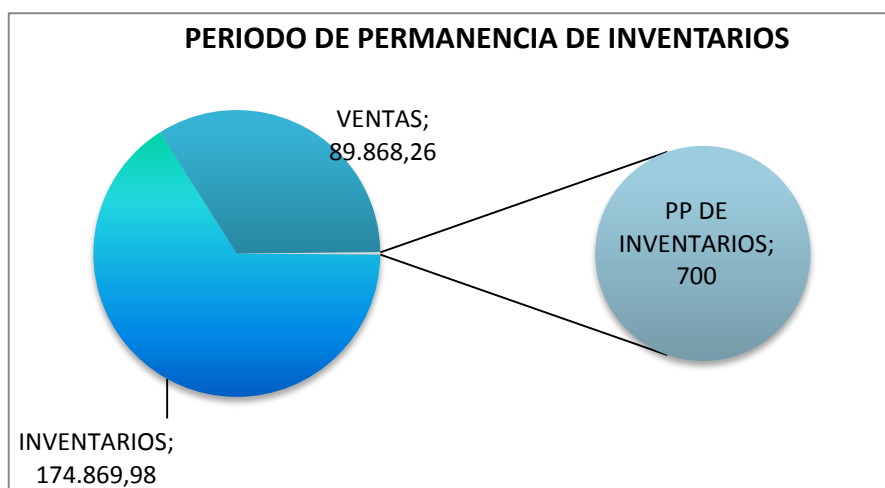 PERIODO DE PERMANENCIA DE INVENTARIOS
VENTAS;
89.868,26
PP DE
INVENTARIOS;
700
INVENTARIOS;
174.869,98